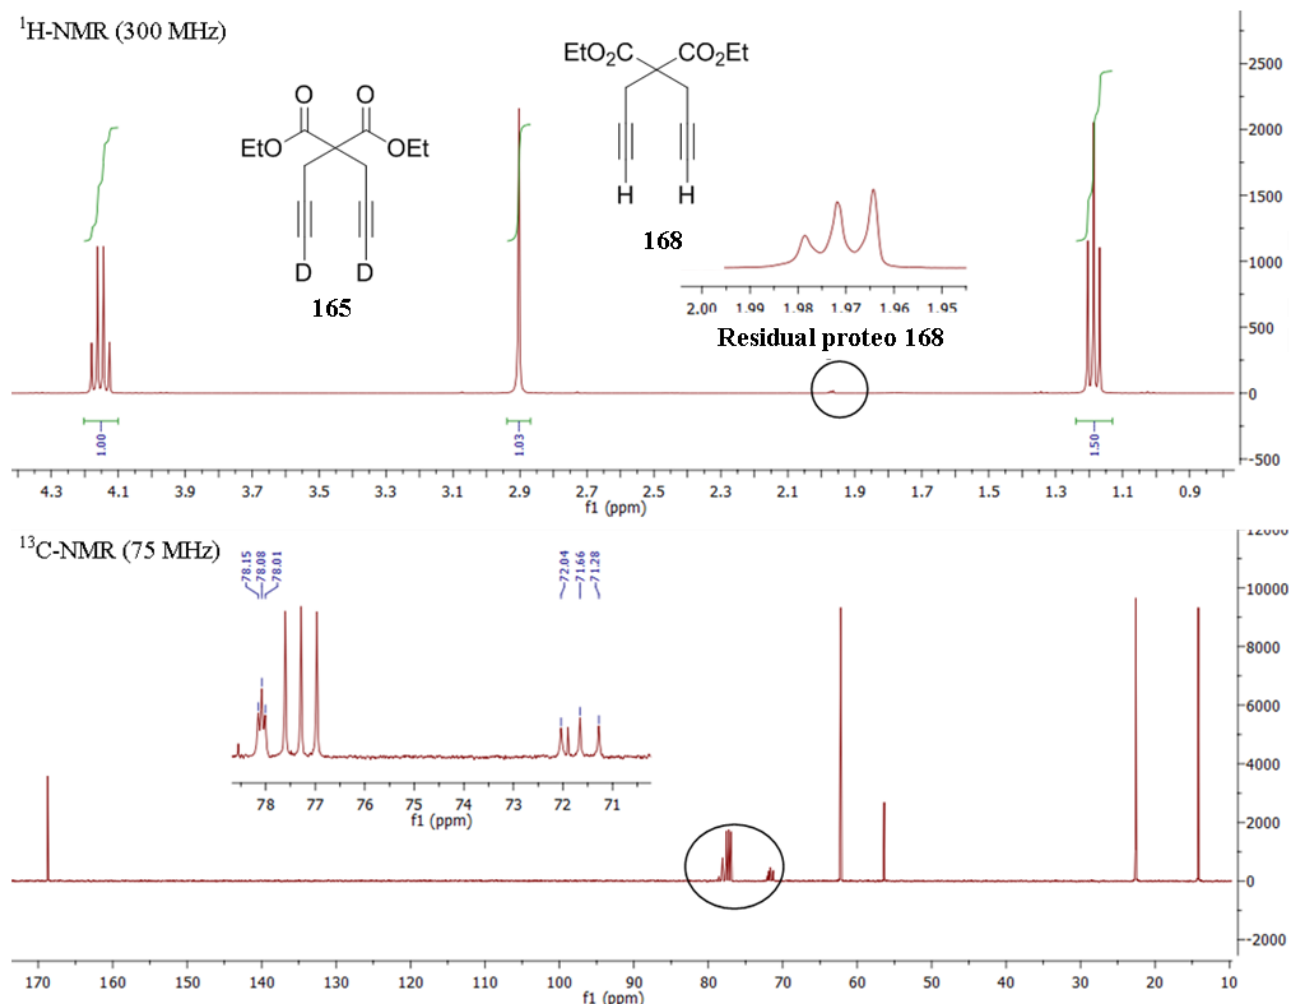 ¹H-NMR (300 MHz)
EtO₂C CO₂Et
H H
168
O O
EtO OEt
D D
165
2.00 1.99 1.98 1.97 1.96 1.95
Residual proteo 168
2500
2000
1500
1000
500
0
-500
1.00
1.03
1.50
4.3 4.1 3.9 3.7 3.5 3.3 3.1 2.9 2.7 2.5 2.3 2.1 1.9 1.7 1.5 1.3 1.1 0.9
f1 (ppm)
¹³C-NMR (75 MHz)
78.15
78.08
78.01
72.04
71.66
71.28
78 77 76 75 74 73 72 71
f1 (ppm)
12000
10000
8000
6000
4000
2000
0
-2000
170 160 150 140 130 120 110 100 90 80 70 60 50 40 30 20 10
f1 (ppm)